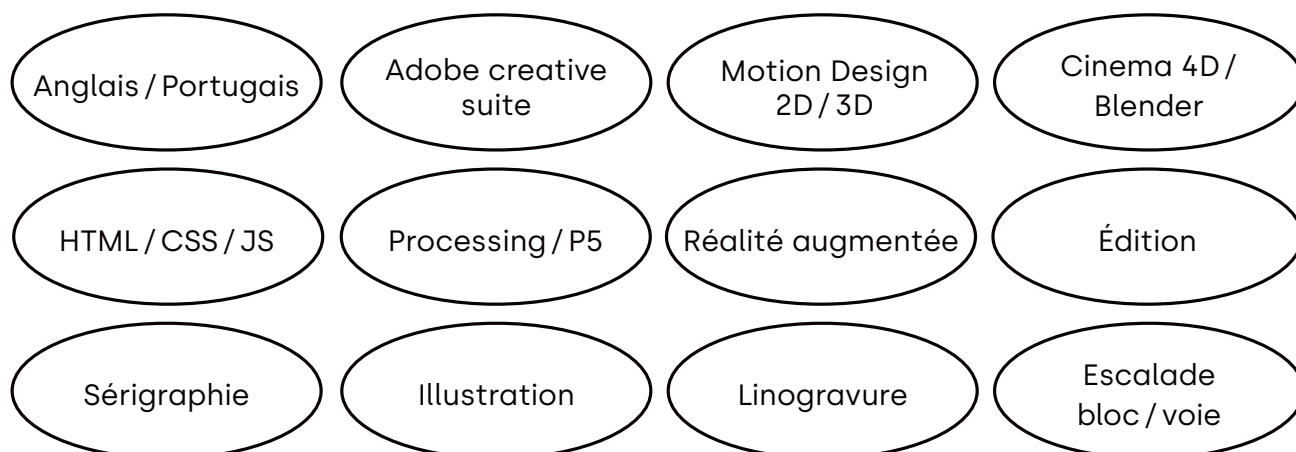 Anglais / Portugais
Adobe creative
suite
Motion Design
2D / 3D
Cinema 4D /
Blender
HTML / CSS / JS
Processing / P5
Réalité augmentée
Édition
Sérigraphie
Illustration
Linogravure
Escalade
bloc / voie